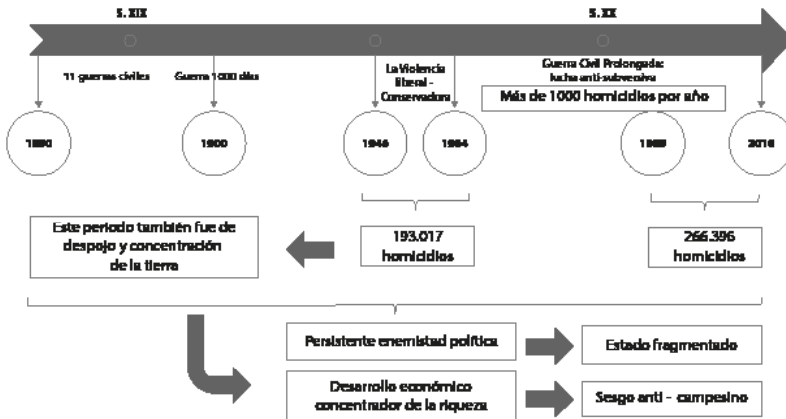 S. XIX
S. XX
11 guerras civiles
Guerra 1000 días
La Violencia
liberal -
Conservadora
Guerra Civil Prolongada:
lucha anti-subversiva
Más de 1000 homicidios por año
1900
1946
1964
Este periodo también fue de
despojo y concentración
de la tierra
193.017
homicidios
266.396
homicidios
Persistente enemistad política
Estado fragmentado
Desarrollo económico
concentrador de la riqueza
Sesgo anti - campesino